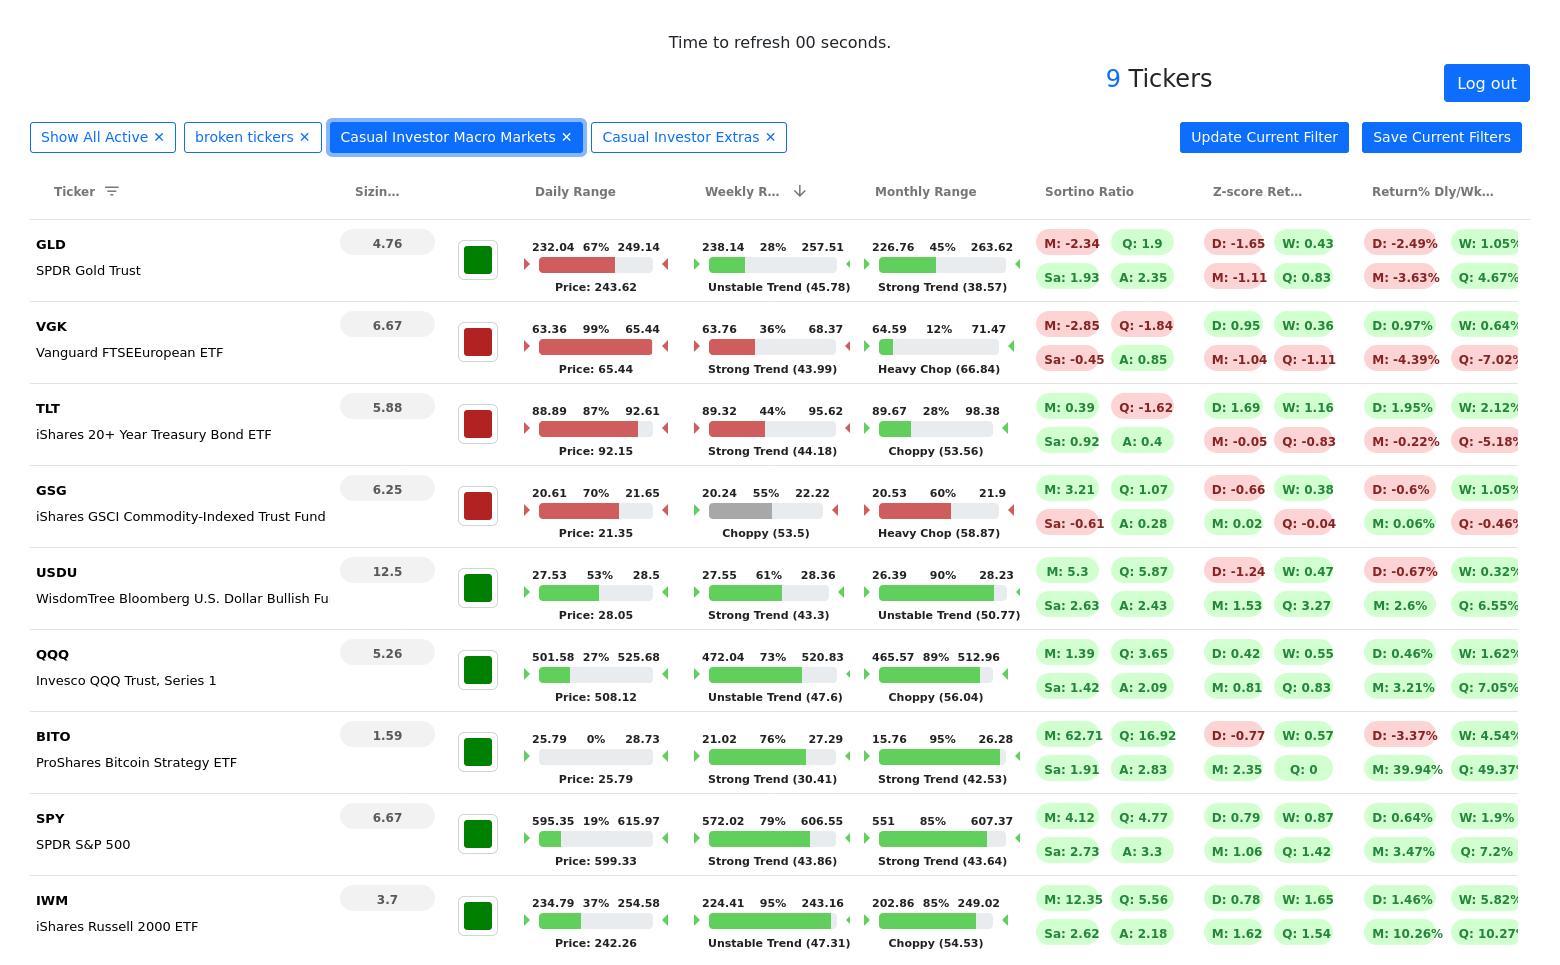 Time to refresh 00 seconds.
9 Tickers
Log out
Show All Active ✕ broken tickers ✕ Casual Investor Macro Markets ✕ Casual Investor Extras ✕ Update Current Filter Save Current Filters
Ticker Sizin... Daily Range Weekly R... Monthly Range Sortino Ratio Z-score Ret... Return% Dly/Wk...
GLD 4.76 232.04 67% 249.14 238.14 28% 257.51 226.76 45% 263.62 M: -2.34 Q: 1.9 D: -1.65 W: 0.43 D: -2.49% W: 1.05%
SPDR Gold Trust Price: 243.62 Unstable Trend (45.78) Strong Trend (38.57) Sa: 1.93 A: 2.35 M: -1.11 Q: 0.83 M: -3.63% Q: 4.67%
VGK 6.67 63.36 99% 65.44 63.76 36% 68.37 64.59 12% 71.47 M: -2.85 Q: -1.84 D: 0.95 W: 0.36 D: 0.97% W: 0.64%
Vanguard FTSEEuropean ETF Price: 65.44 Strong Trend (43.99) Heavy Chop (66.84) Sa: -0.45 A: 0.85 M: -1.04 Q: -1.11 M: -4.39% Q: -7.02%
TLT 5.88 88.89 87% 92.61 89.32 44% 95.62 89.67 28% 98.38 M: 0.39 Q: -1.62 D: 1.69 W: 1.16 D: 1.95% W: 2.12%
iShares 20+ Year Treasury Bond ETF Price: 92.15 Strong Trend (44.18) Choppy (53.56) Sa: 0.92 A: 0.4 M: -0.05 Q: -0.83 M: -0.22% Q: -5.18%
GSG 6.25 20.61 70% 21.65 20.24 55% 22.22 20.53 60% 21.9 M: 3.21 Q: 1.07 D: -0.66 W: 0.38 D: -0.6% W: 1.05%
iShares GSCI Commodity-Indexed Trust Fund Price: 21.35 Choppy (53.5) Heavy Chop (58.87) Sa: -0.61 A: 0.28 M: 0.02 Q: -0.04 M: 0.06% Q: -0.46%
USDU 12.5 27.53 53% 28.5 27.55 61% 28.36 26.39 90% 28.23 M: 5.3 Q: 5.87 D: -1.24 W: 0.47 D: -0.67% W: 0.32%
WisdomTree Bloomberg U.S. Dollar Bullish Fu Price: 28.05 Strong Trend (43.3) Unstable Trend (50.77) Sa: 2.63 A: 2.43 M: 1.53 Q: 3.27 M: 2.6% Q: 6.55%
QQQ 5.26 501.58 27% 525.68 472.04 73% 520.83 465.57 89% 512.96 M: 1.39 Q: 3.65 D: 0.42 W: 0.55 D: 0.46% W: 1.62%
Invesco QQQ Trust, Series 1 Price: 508.12 Unstable Trend (47.6) Choppy (56.04) Sa: 1.42 A: 2.09 M: 0.81 Q: 0.83 M: 3.21% Q: 7.05%
BITO 1.59 25.79 0% 28.73 21.02 76% 27.29 15.76 95% 26.28 M: 62.71 Q: 16.92 D: -0.77 W: 0.57 D: -3.37% W: 4.54%
ProShares Bitcoin Strategy ETF Price: 25.79 Strong Trend (30.41) Strong Trend (42.53) Sa: 1.91 A: 2.83 M: 2.35 Q: 0 M: 39.94% Q: 49.37%
SPY 6.67 595.35 19% 615.97 572.02 79% 606.55 551 85% 607.37 M: 4.12 Q: 4.77 D: 0.79 W: 0.87 D: 0.64% W: 1.9%
SPDR S&P 500 Price: 599.33 Strong Trend (43.86) Strong Trend (43.64) Sa: 2.73 A: 3.3 M: 1.06 Q: 1.42 M: 3.47% Q: 7.2%
IWM 3.7 234.79 37% 254.58 224.41 95% 243.16 202.86 85% 249.02 M: 12.35 Q: 5.56 D: 0.78 W: 1.65 D: 1.46% W: 5.82%
iShares Russell 2000 ETF Price: 242.26 Unstable Trend (47.31) Choppy (54.53) Sa: 2.62 A: 2.18 M: 1.62 Q: 1.54 M: 10.26% Q: 10.27%